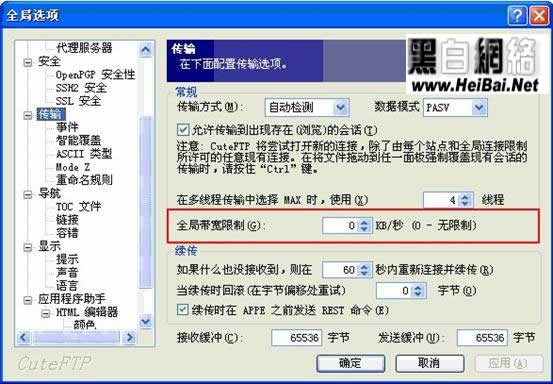 全局选项
代理服务器
安全
OpenPGP 安全性
SSH2 安全
SSL 安全
传输
事件
智能覆盖
ASCII 类型
Mode Z
重命名规则
导航
TOC 文件
链接
容错
显示
提示
声音
语言
应用程序助手
HTML 编辑器
颜色
CuteFTP
传输
在下面配置传输选项。
黑白網络
www.HeiBai.Net
常规
传输方式(M): 自动检测 数据模式 PASV
允许传输到出现存在(浏览)的会话(T)
注意: CuteFTP 将尝试打开新的连接,除了由每个站点和全局连接限制
所许可的任意现有连接。在将文件拖动到任一面板强制覆盖现有会话的
传输时,请按住“Ctrl”键。
在多线程传输中选择 MAX 时,使用(X) 4 线程
全局带宽限制(G): 0 KB/秒 (0 - 无限制)
续传
如果什么也没接收到,则在 60 秒内重新连接并续传(R)
当续传时回滚(在字节偏移处重试) 0 字节(O)
续传时在 APPE 之前发送 REST 命令(E)
接收缓冲(C): 65536 字节 发送缓冲(U): 65536 字节
确定 取消 应用(A)